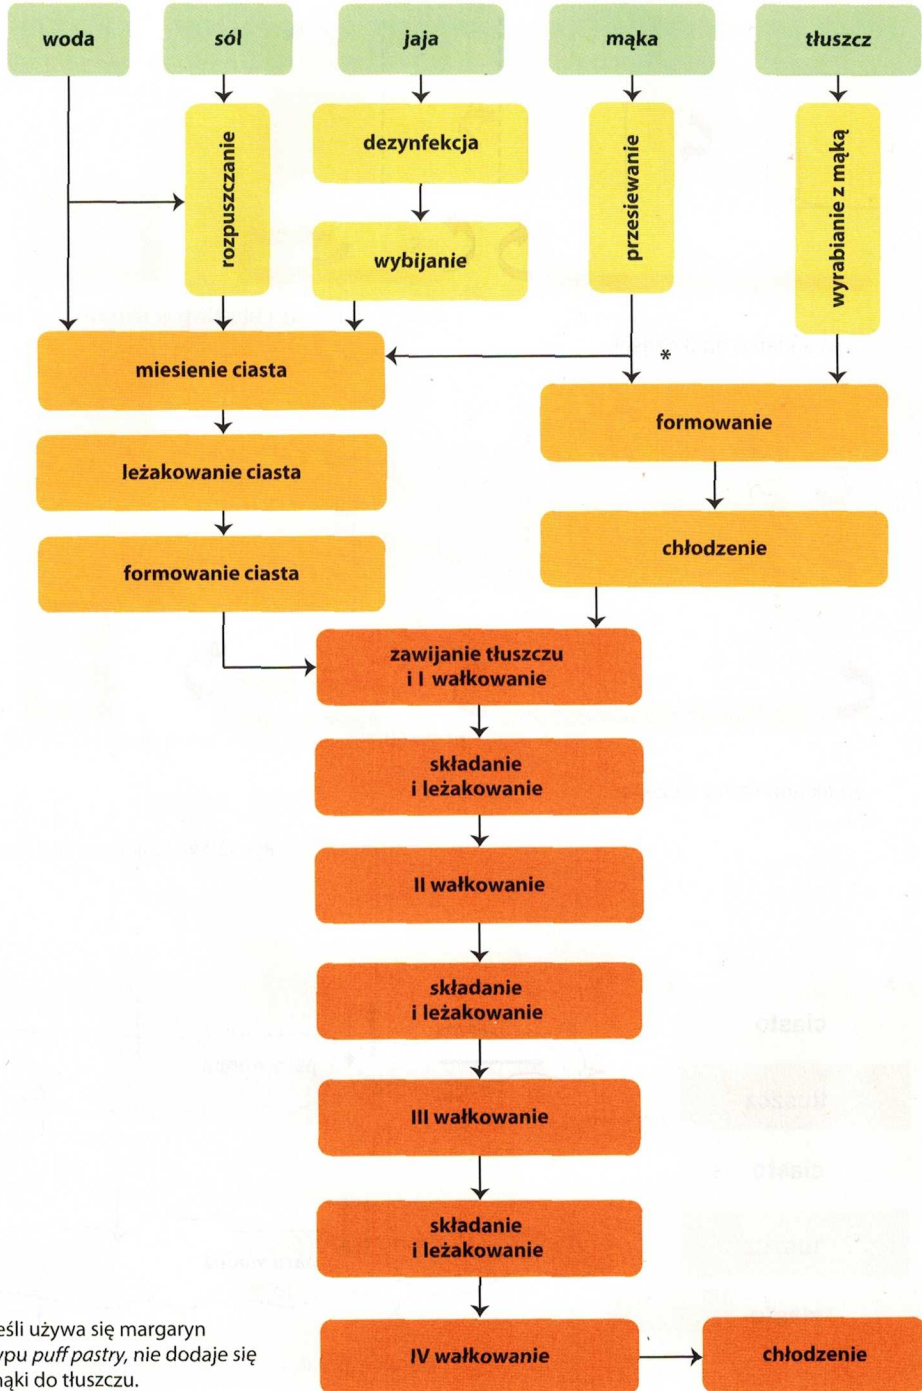 woda
sól
jaja
mąka
tłuszcz
rozpuszczanie
dezynfekcja
wybijanie
przesiewanie
wyrabianie z mąką
miesienie ciasta
*
formowanie
leżakowanie ciasta
chłodzenie
formowanie ciasta
zawijanie tłuszczu
i I wałkowanie
składanie
i leżakowanie
II wałkowanie
składanie
i leżakowanie
III wałkowanie
składanie
i leżakowanie
IV wałkowanie
chłodzenie
eśli używa się margaryn
ypu puff pastry, nie dodaje się
nąki do tłuszczu.